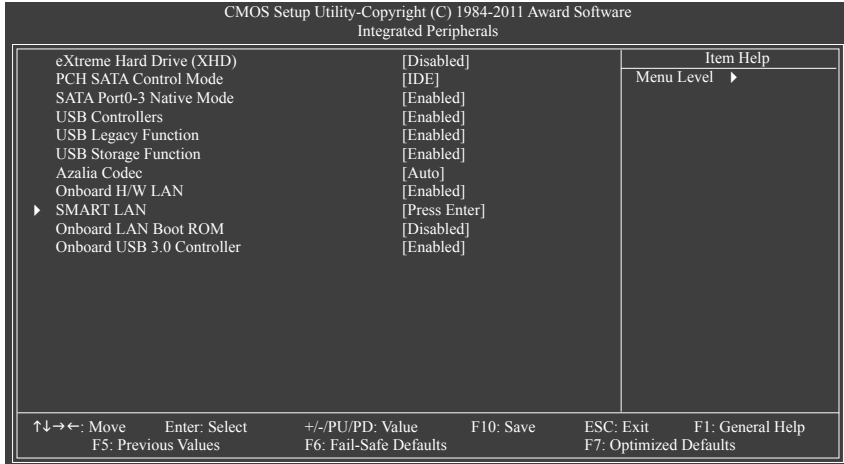 CMOS Setup Utility-Copyright (C) 1984-2011 Award Software
Integrated Peripherals
eXtreme Hard Drive (XHD) [Disabled]
PCH SATA Control Mode [IDE]
SATA Port0-3 Native Mode [Enabled]
USB Controllers [Enabled]
USB Legacy Function [Enabled]
USB Storage Function [Enabled]
Azalia Codec [Auto]
Onboard H/W LAN [Enabled]
SMART LAN [Press Enter]
Onboard LAN Boot ROM [Disabled]
Onboard USB 3.0 Controller [Enabled]
Item Help
Menu Level
↑↓→←: Move Enter: Select +/-/PU/PD: Value F10: Save ESC: Exit F1: General Help
F5: Previous Values F6: Fail-Safe Defaults F7: Optimized Defaults